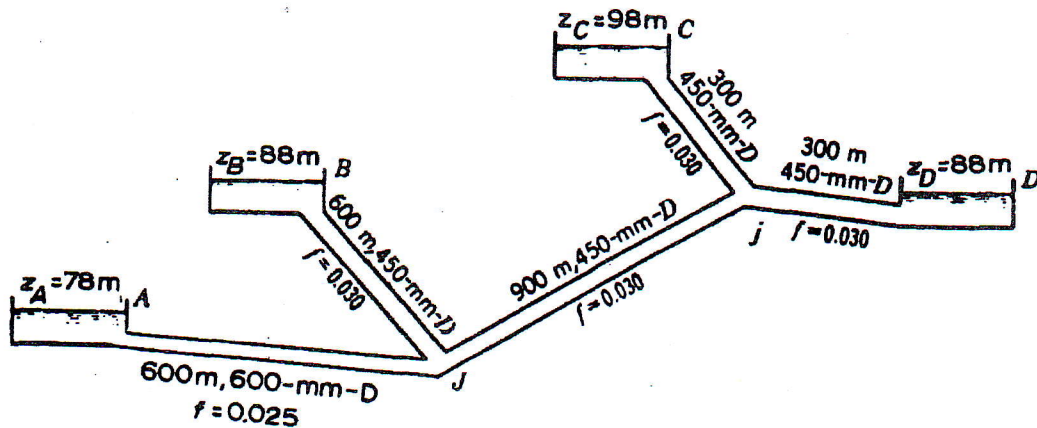 z_C=98m C
300 m
450-mm-D
f=0.030
300 m
450-mm-D
z_D=88m D
f=0.030
j
z_B=88m B
600 m,450-mm-D
f=0.030
900 m,450-mm-D
f=0.030
z_A=78m A
600m,600-mm-D
f=0.025
J